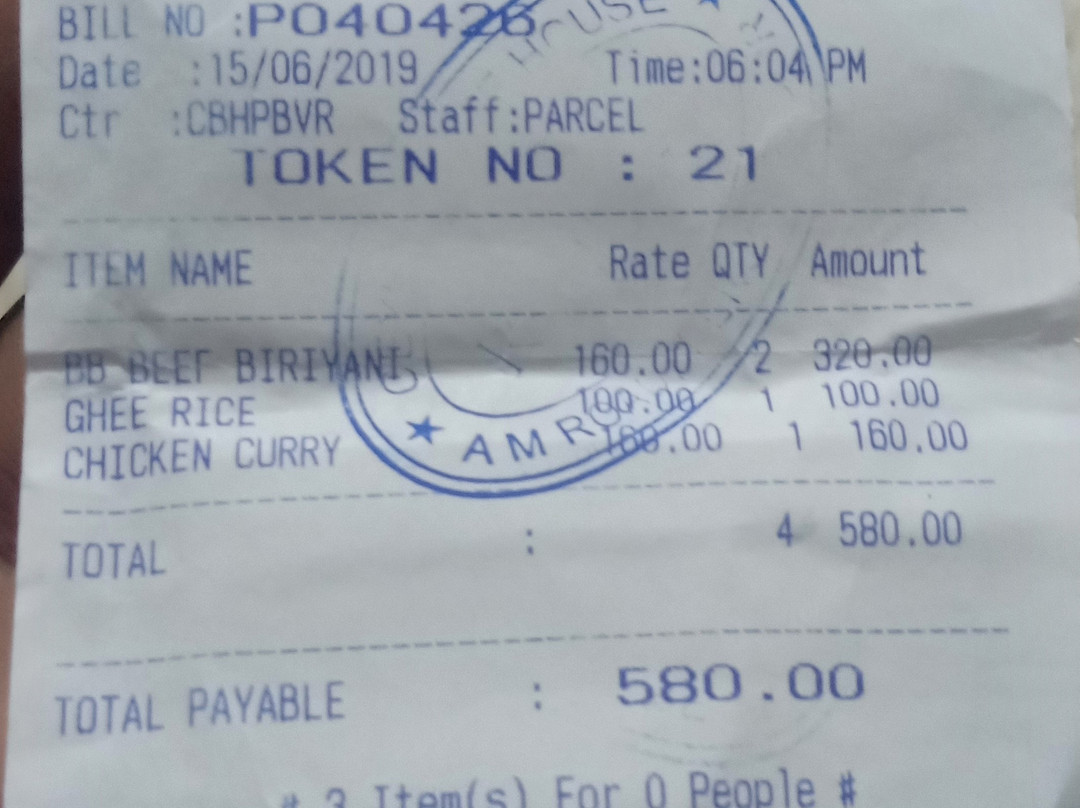 BILL NO :P040426
Date :15/06/2019 Time:06:04 PM
Ctr :CBHPBVR Staff:PARCEL
TOKEN NO : 21
ITEM NAME Rate QTY Amount
BB BEEF BIRIYANI 160.00 2 320.00
GHEE RICE 100.00 1 100.00
CHICKEN CURRY 160.00 1 160.00
TOTAL : 4 580.00
TOTAL PAYABLE : 580.00
# 3 Item(s) For 0 People #
HOUSE